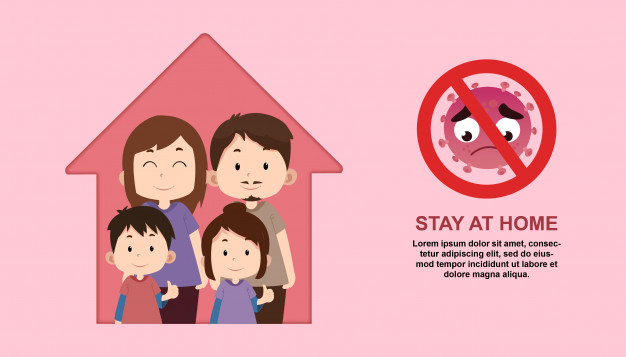 STAY AT HOME
Lorem ipsum dolor sit amet, consec-
tetur adipiscing elit, sed do eius-
mod tempor incididunt ut labore et
dolore magna aliqua.